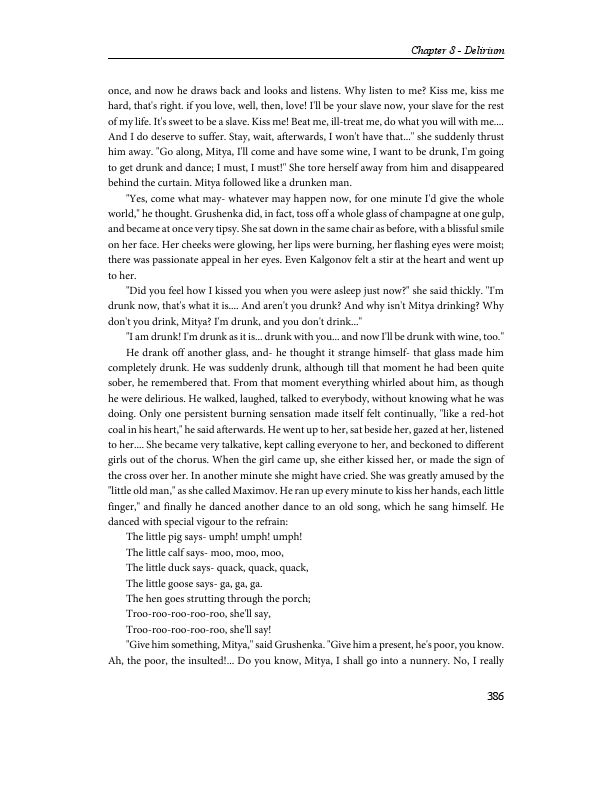 Chapter 8 - Delirium
once, and now he draws back and looks and listens. Why listen to me? Kiss me, kiss me
hard, that's right. if you love, well, then, love! I'll be your slave now, your slave for the rest
of my life. It's sweet to be a slave. Kiss me! Beat me, ill-treat me, do what you will with me....
And I do deserve to suffer. Stay, wait, afterwards, I won't have that..." she suddenly thrust
him away. "Go along, Mitya, I'll come and have some wine, I want to be drunk, I'm going
to get drunk and dance; I must, I must!" She tore herself away from him and disappeared
behind the curtain. Mitya followed like a drunken man.
"Yes, come what may- whatever may happen now, for one minute I'd give the whole
world," he thought. Grushenka did, in fact, toss off a whole glass of champagne at one gulp,
and became at once very tipsy. She sat down in the same chair as before, with a blissful smile
on her face. Her cheeks were glowing, her lips were burning, her flashing eyes were moist;
there was passionate appeal in her eyes. Even Kalgonov felt a stir at the heart and went up
to her.
"Did you feel how I kissed you when you were asleep just now?" she said thickly. "I'm
drunk now, that's what it is.... And aren't you drunk? And why isn't Mitya drinking? Why
don't you drink, Mitya? I'm drunk, and you don't drink..."
"I am drunk! I'm drunk as it is... drunk with you... and now I'll be drunk with wine, too."
He drank off another glass, and- he thought it strange himself- that glass made him
completely drunk. He was suddenly drunk, although till that moment he had been quite
sober, he remembered that. From that moment everything whirled about him, as though
he were delirious. He walked, laughed, talked to everybody, without knowing what he was
doing. Only one persistent burning sensation made itself felt continually, "like a red-hot
coal in his heart," he said afterwards. He went up to her, sat beside her, gazed at her, listened
to her.... She became very talkative, kept calling everyone to her, and beckoned to different
girls out of the chorus. When the girl came up, she either kissed her, or made the sign of
the cross over her. In another minute she might have cried. She was greatly amused by the
"little old man," as she called Maximov. He ran up every minute to kiss her hands, each little
finger," and finally he danced another dance to an old song, which he sang himself. He
danced with special vigour to the refrain:
The little pig says- umph! umph! umph!
The little calf says- moo, moo, moo,
The little duck says- quack, quack, quack,
The little goose says- ga, ga, ga.
The hen goes strutting through the porch;
Troo-roo-roo-roo-roo, she'll say,
Troo-roo-roo-roo-roo, she'll say!
"Give him something, Mitya," said Grushenka. "Give him a present, he's poor, you know.
Ah, the poor, the insulted!... Do you know, Mitya, I shall go into a nunnery. No, I really
386